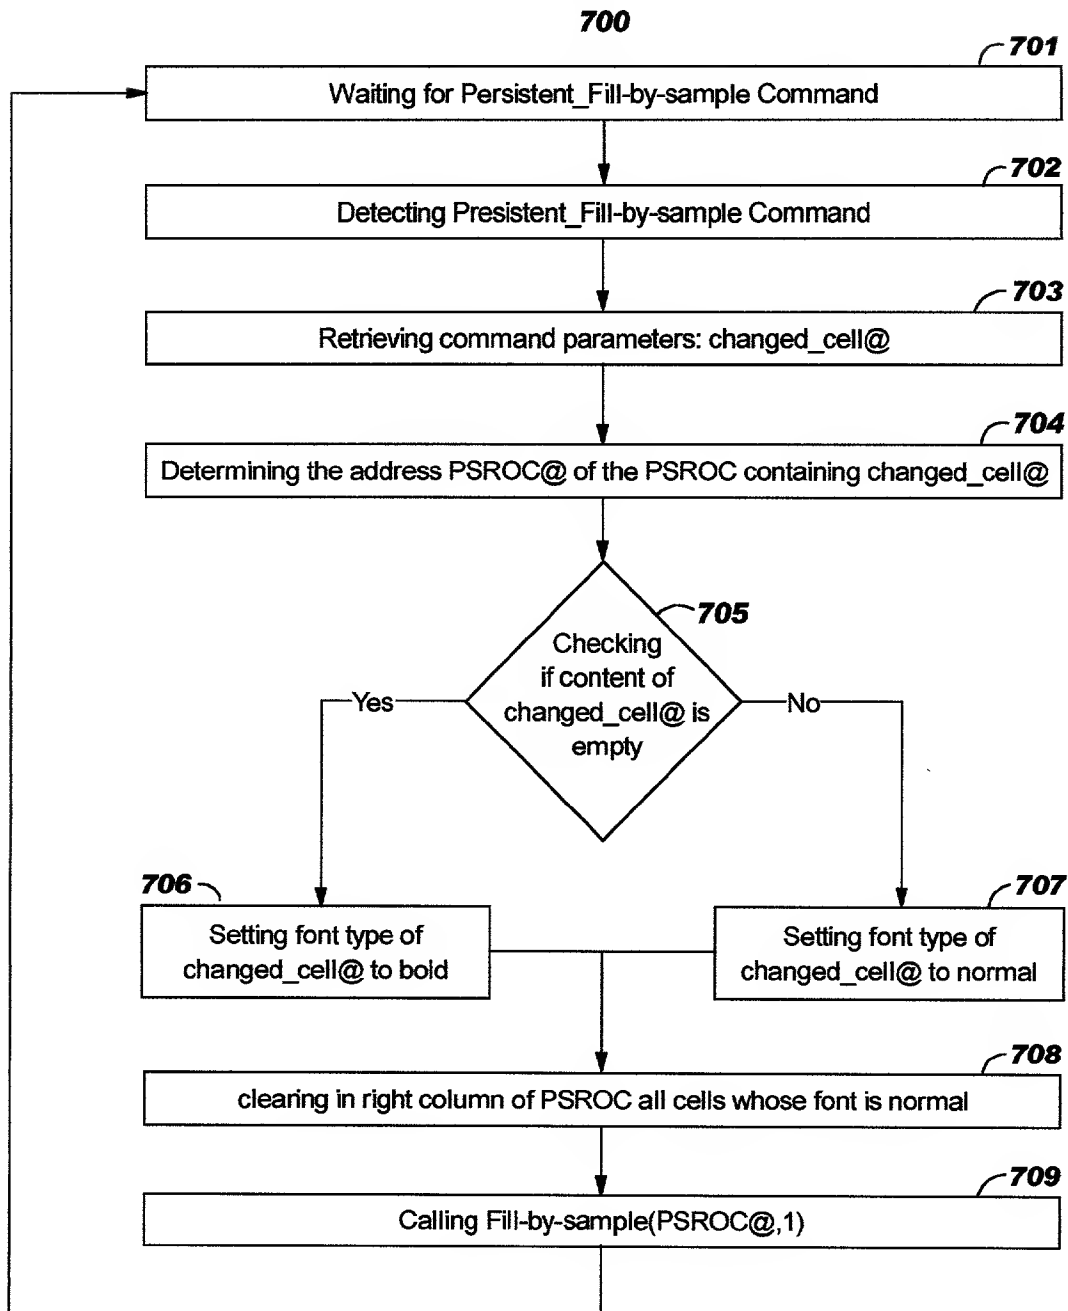 700
701
Waiting for Persistent_Fill-by-sample Command
702
Detecting Presistent_Fill-by-sample Command
703
Retrieving command parameters: changed_cell@
704
Determining the address PSROC@ of the PSROC containing changed_cell@
705
Checking
if content of
changed_cell@ is
empty
Yes
No
706
Setting font type of
changed_cell@ to bold
707
Setting font type of
changed_cell@ to normal
708
clearing in right column of PSROC all cells whose font is normal
709
Calling Fill-by-sample(PSROC@,1)